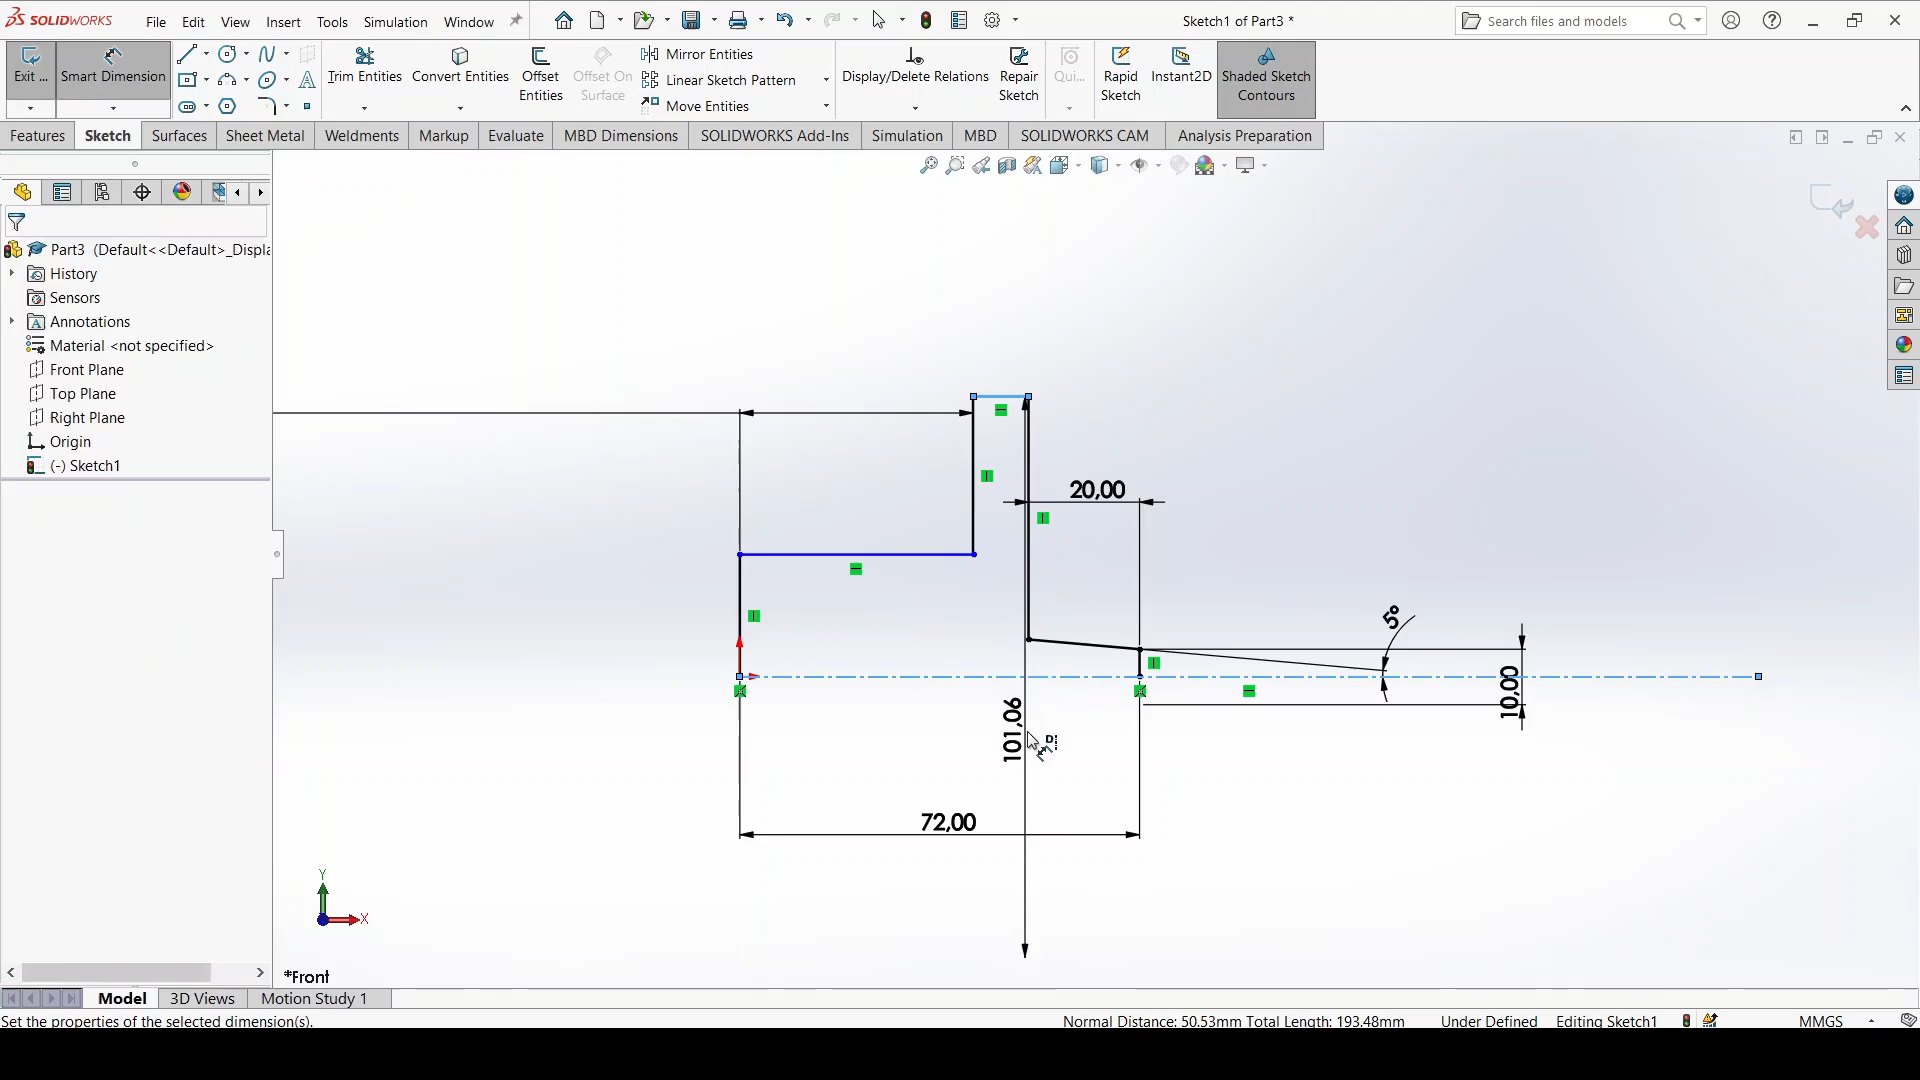 SOLIDWORKS
File Edit View Insert Tools Simulation Window
Sketch1 of Part3 *
Search files and models
Exit ... Smart Dimension
Trim Entities Convert Entities Offset Entities
Offset On Surface
Mirror Entities
Linear Sketch Pattern
Move Entities
Display/Delete Relations
Repair Sketch
Qui...
Rapid Sketch
Instant2D
Shaded Sketch Contours
Features Sketch Surfaces Sheet Metal Weldments Markup Evaluate MBD Dimensions SOLIDWORKS Add-Ins Simulation MBD SOLIDWORKS CAM Analysis Preparation
Part3 (Default<<Default>_Displa
History
Sensors
Annotations
Material <not specified>
Front Plane
Top Plane
Right Plane
Origin
(-) Sketch1
20,00
5°
10,00
101,06
72,00
Y
X
*Front
Model 3D Views Motion Study 1
Set the properties of the selected dimension(s).
Normal Distance: 50.53mm Total Length: 193.48mm Under Defined Editing Sketch1 MMGS